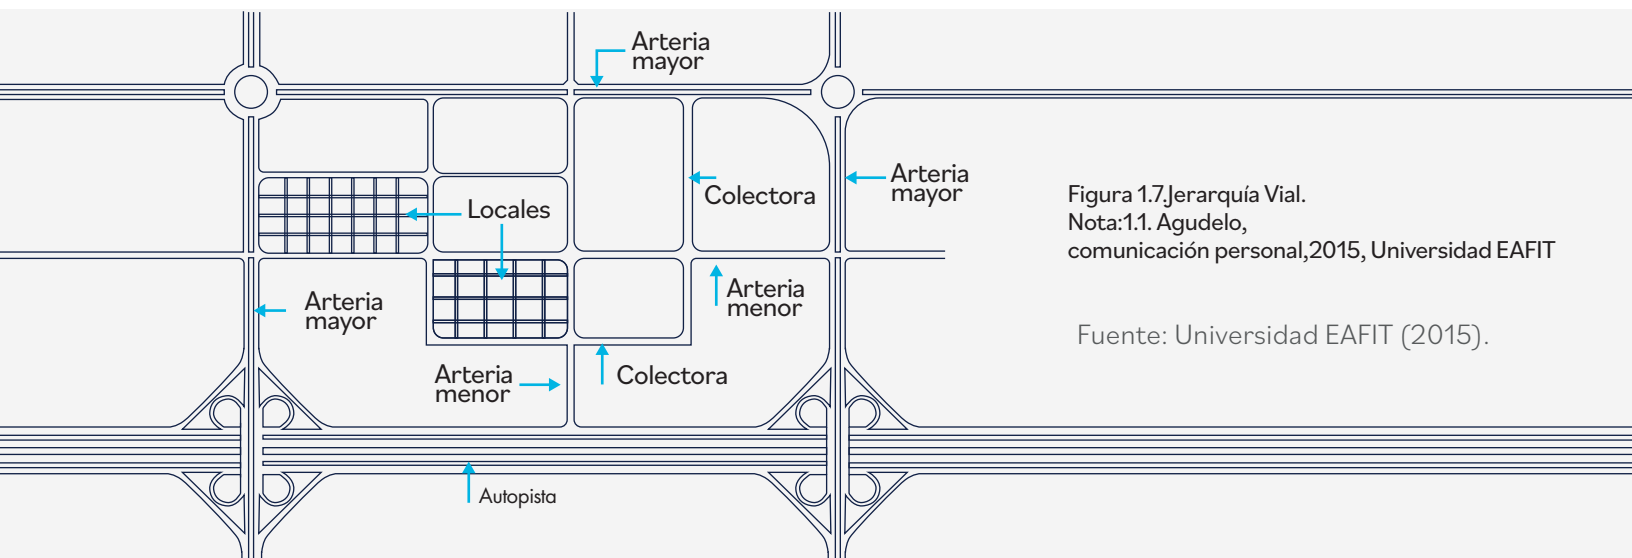 Arteria
mayor
Arteria
mayor
Colectora
Locales
Arteria
menor
Arteria
mayor
Arteria
menor
Colectora
Autopista
Figura 1.7.Jerarquía Vial.
Nota:1.1. Agudelo,
comunicación personal,2015, Universidad EAFIT
Fuente: Universidad EAFIT (2015).